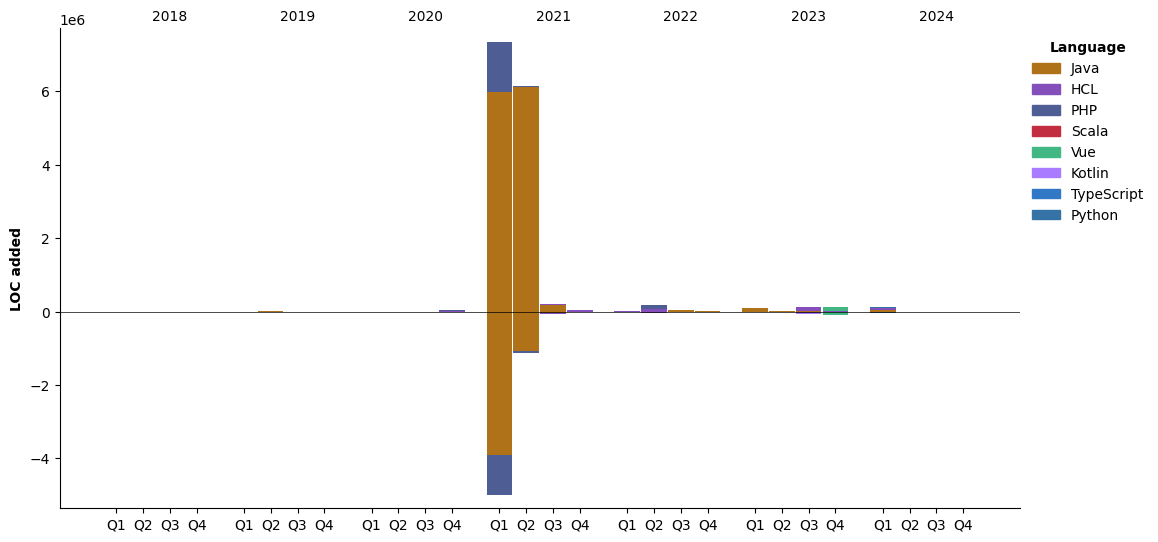 1e6
2018 2019 2020 2021 2022 2023 2024
Language
Java
HCL
PHP
Scala
Vue
Kotlin
TypeScript
Python
LOC added
6
4
2
0
−2
−4
Q1 Q2 Q3 Q4 Q1 Q2 Q3 Q4 Q1 Q2 Q3 Q4 Q1 Q2 Q3 Q4 Q1 Q2 Q3 Q4 Q1 Q2 Q3 Q4 Q1 Q2 Q3 Q4